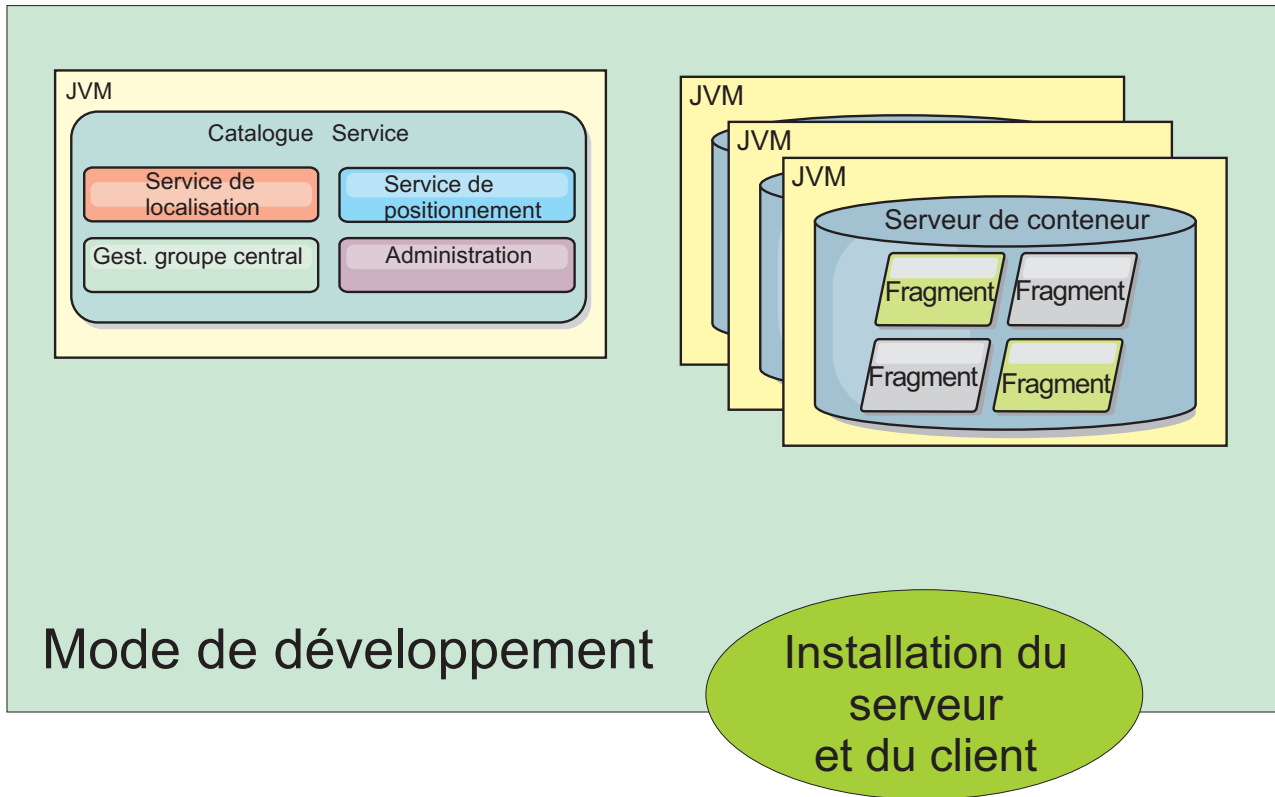 JVM
Catalogue Service
Service de
localisation
Service de
positionnement
Gest. groupe central
Administration
JVM
JVM
JVM
Serveur de conteneur
Fragment
Fragment
Fragment
Fragment
Mode de développement
Installation du
serveur
et du client